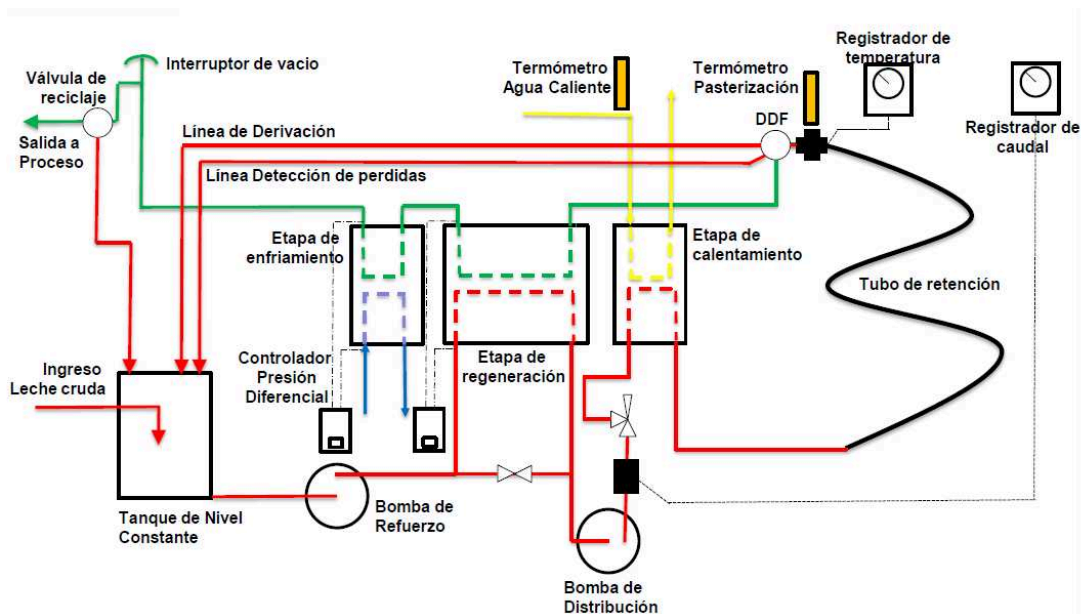 Válvula de
reciclaje
Interruptor de vacio
Salida a
Proceso
Línea de Derivación
Línea Detección de perdidas
Termómetro
Agua Caliente
Termómetro
Pasterización
DDF
Registrador de
temperatura
Registrador de
caudal
Etapa de
enfriamiento
Etapa de
calentamiento
Tubo de retención
Ingreso
Leche cruda
Controlador
Presión
Diferencial
Etapa de
regeneración
Tanque de Nivel
Constante
Bomba de
Refuerzo
Bomba de
Distribución